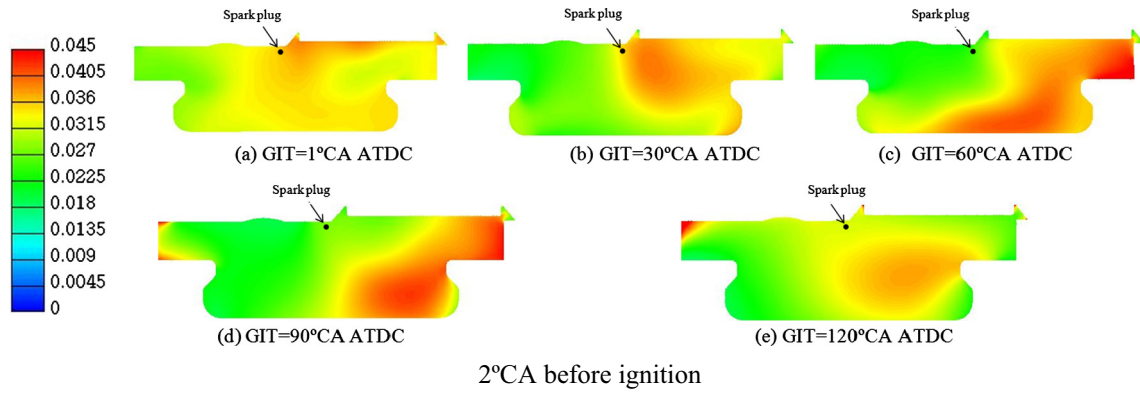 Spark plug
Spark plug
Spark plug
0.045
0.0405
0.036
0.0315
0.027
0.0225
0.018
0.0135
0.009
0.0045
0
(a) GIT=1ºCA ATDC
(b) GIT=30ºCA ATDC
(c) GIT=60ºCA ATDC
Spark plug
Spark plug
(d) GIT=90ºCA ATDC
(e) GIT=120ºCA ATDC
2ºCA before ignition